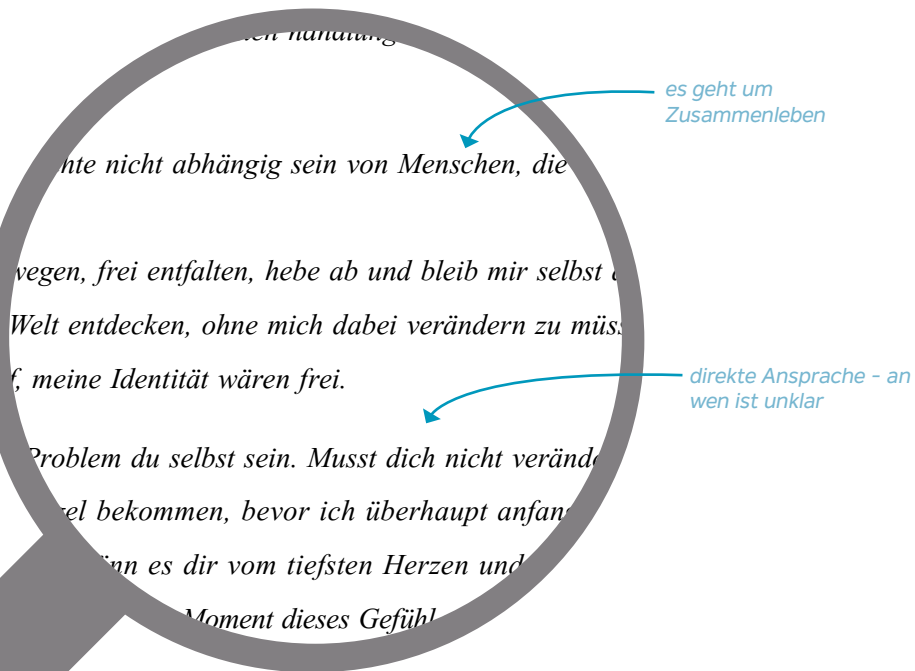 handlung
es geht um
Zusammenleben
hte nicht abhängig sein von Menschen, die
wegen, frei entfalten, hebe ab und bleib mir selbst
Welt entdecken, ohne mich dabei verändern zu müss
f, meine Identität wären frei.
direkte Ansprache - an
wen ist unklar
Problem du selbst sein. Musst dich nicht verände
el bekommen, bevor ich überhaupt anfan
nn es dir vom tiefsten Herzen und
Moment dieses Gefühl